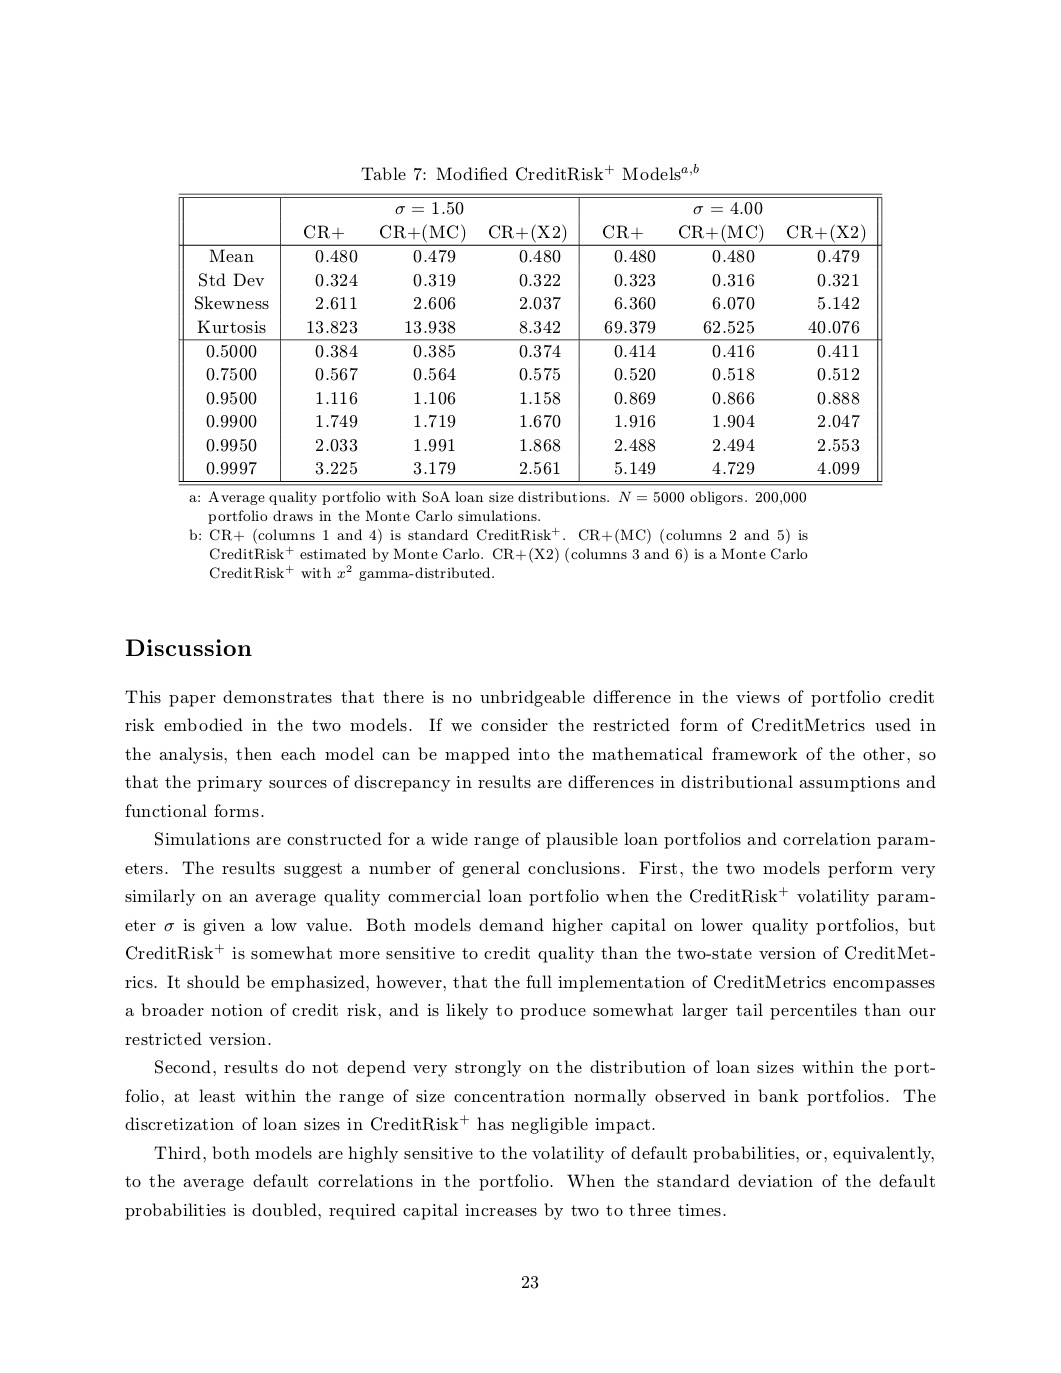 Table 7: Modified CreditRisk+ Models a,b
σ = 1.50 σ = 4.00
CR+ CR+(MC) CR+(X2) CR+ CR+(MC) CR+(X2)
Mean 0.480 0.479 0.480 0.480 0.480 0.479
Std Dev 0.324 0.319 0.322 0.323 0.316 0.321
Skewness 2.611 2.606 2.037 6.360 6.070 5.142
Kurtosis 13.823 13.938 8.342 69.379 62.525 40.076
0.5000 0.384 0.385 0.374 0.414 0.416 0.411
0.7500 0.567 0.564 0.575 0.520 0.518 0.512
0.9500 1.116 1.106 1.158 0.869 0.866 0.888
0.9900 1.749 1.719 1.670 1.916 1.904 2.047
0.9950 2.033 1.991 1.868 2.488 2.494 2.553
0.9997 3.225 3.179 2.561 5.149 4.729 4.099
a: Average quality portfolio with SoA loan size distributions. N = 5000 obligors. 200,000
portfolio draws in the Monte Carlo simulations.
b: CR+ (columns 1 and 4) is standard CreditRisk+. CR+(MC) (columns 2 and 5) is
CreditRisk+ estimated by Monte Carlo. CR+(X2) (columns 3 and 6) is a Monte Carlo
CreditRisk+ with x² gamma-distributed.
Discussion
This paper demonstrates that there is no unbridgeable difference in the views of portfolio credit
risk embodied in the two models. If we consider the restricted form of CreditMetrics used in
the analysis, then each model can be mapped into the mathematical framework of the other, so
that the primary sources of discrepancy in results are differences in distributional assumptions and
functional forms.
Simulations are constructed for a wide range of plausible loan portfolios and correlation param-
eters. The results suggest a number of general conclusions. First, the two models perform very
similarly on an average quality commercial loan portfolio when the CreditRisk+ volatility param-
eter σ is given a low value. Both models demand higher capital on lower quality portfolios, but
CreditRisk+ is somewhat more sensitive to credit quality than the two-state version of CreditMet-
rics. It should be emphasized, however, that the full implementation of CreditMetrics encompasses
a broader notion of credit risk, and is likely to produce somewhat larger tail percentiles than our
restricted version.
Second, results do not depend very strongly on the distribution of loan sizes within the port-
folio, at least within the range of size concentration normally observed in bank portfolios. The
discretization of loan sizes in CreditRisk+ has negligible impact.
Third, both models are highly sensitive to the volatility of default probabilities, or, equivalently,
to the average default correlations in the portfolio. When the standard deviation of the default
probabilities is doubled, required capital increases by two to three times.
23